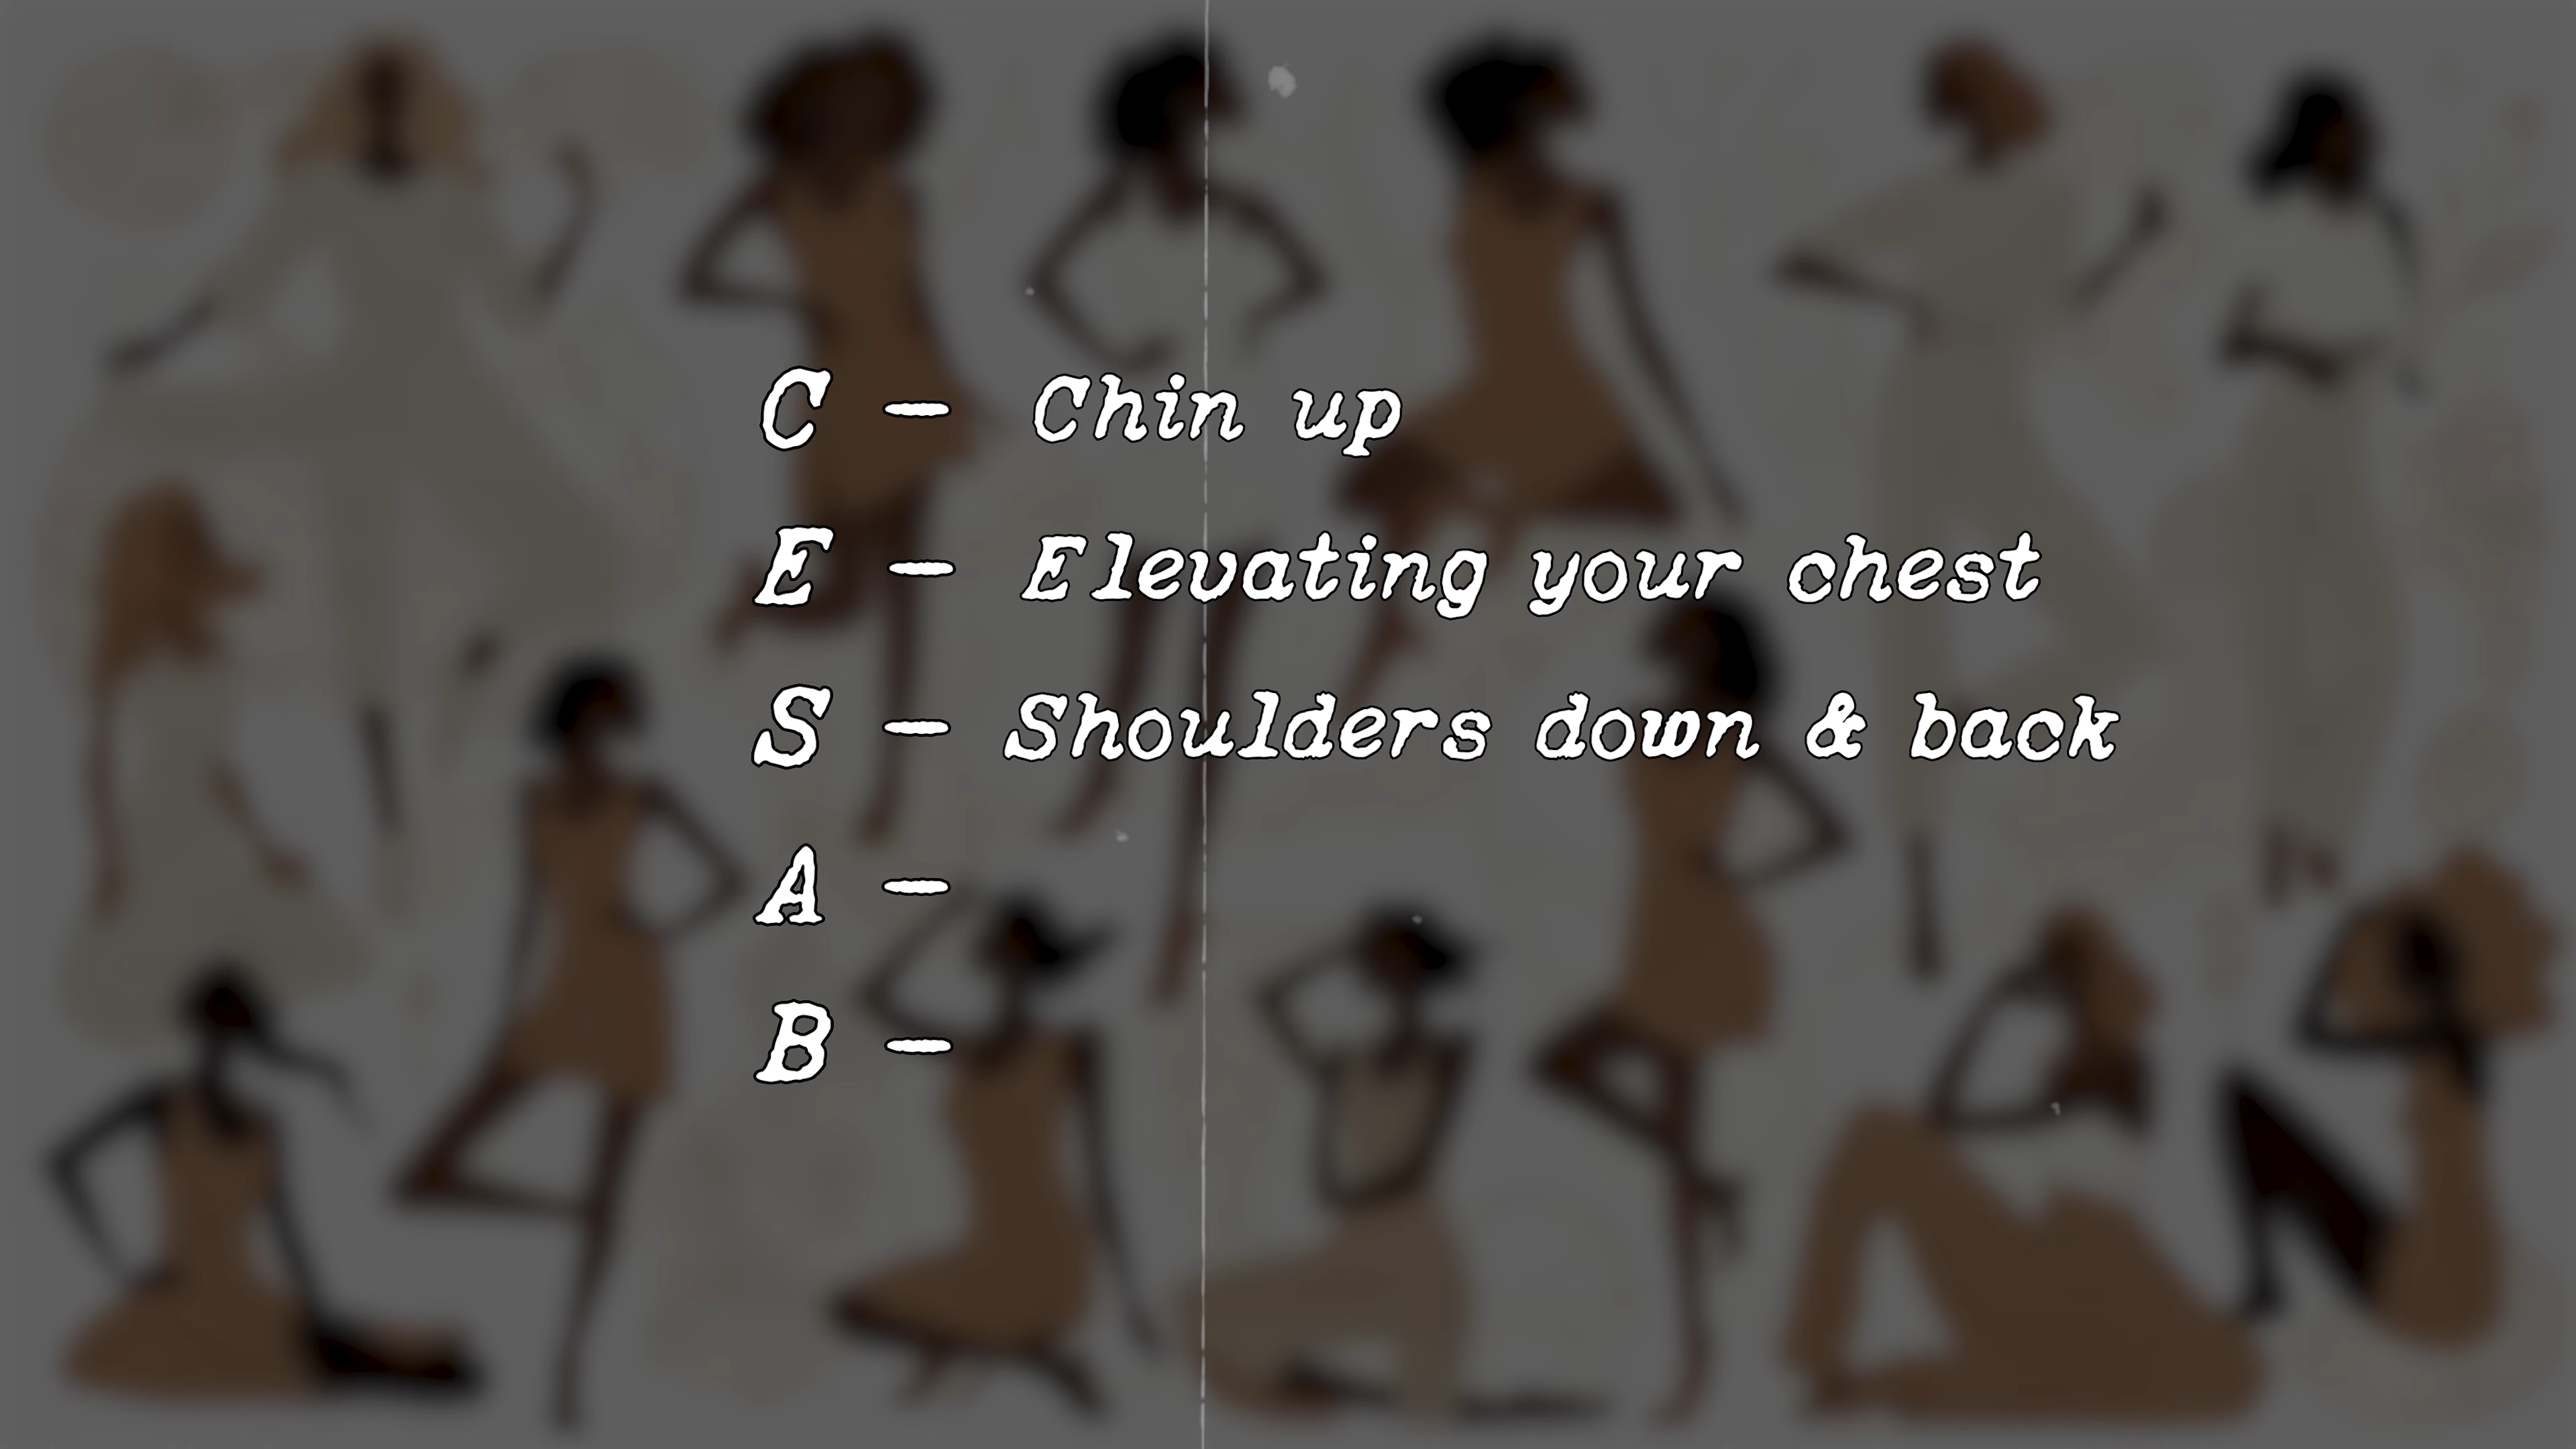 C - Chin up
E - Elevating your chest
S - Shoulders down & back
A -
B -